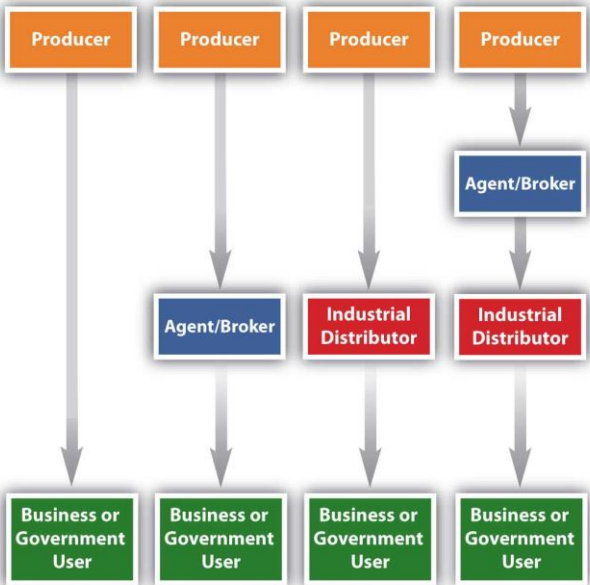 Producer
Producer
Producer
Producer
Agent/Broker
Agent/Broker
Industrial
Distributor
Industrial
Distributor
Business or
Government
User
Business or
Government
User
Business or
Government
User
Business or
Government
User